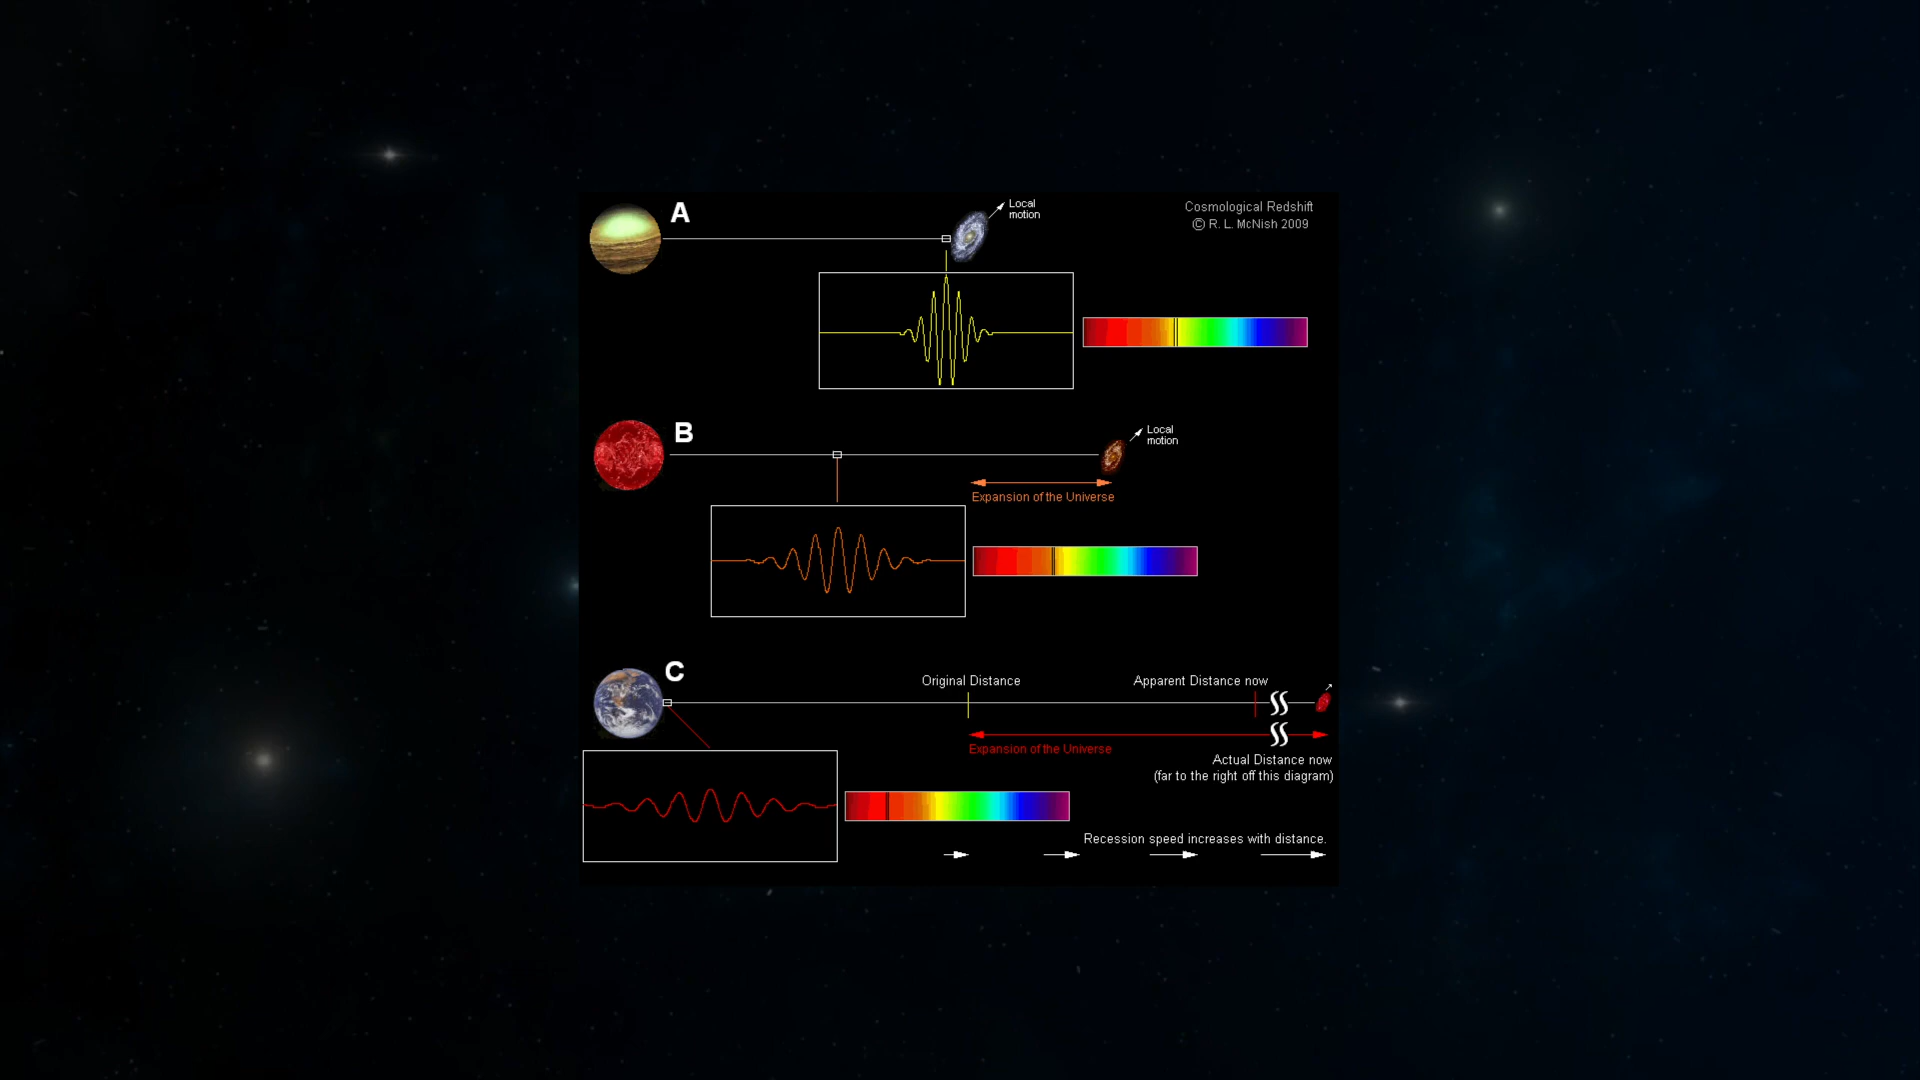 A
Local
motion
Cosmological Redshift
© R. L. McNish 2009
B
Local
motion
Expansion of the Universe
C
Original Distance
Apparent Distance now
Expansion of the Universe
Actual Distance now
(far to the right off this diagram)
Recession speed increases with distance.